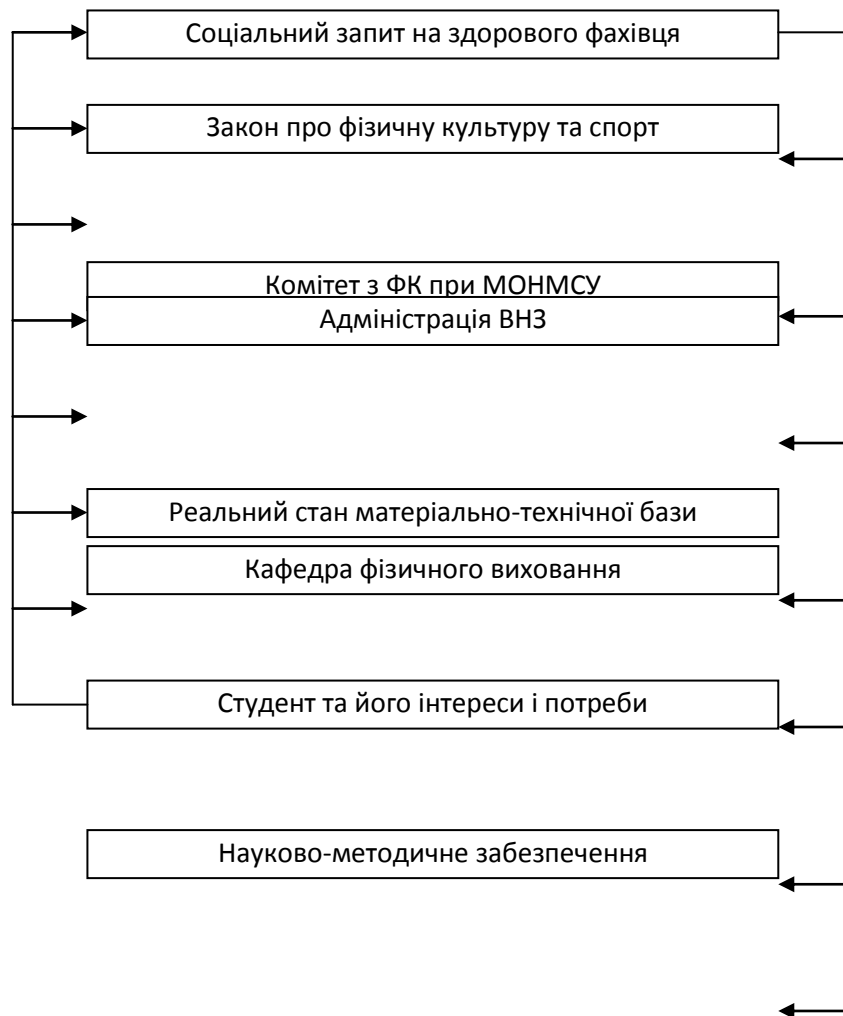 Соціальний запит на здорового фахівця
Закон про фізичну культуру та спорт
Комітет з ФК при МОНМСУ
Адміністрація ВНЗ
Реальний стан матеріально-технічної бази
Кафедра фізичного виховання
Студент та його інтереси і потреби
Науково-методичне забезпечення